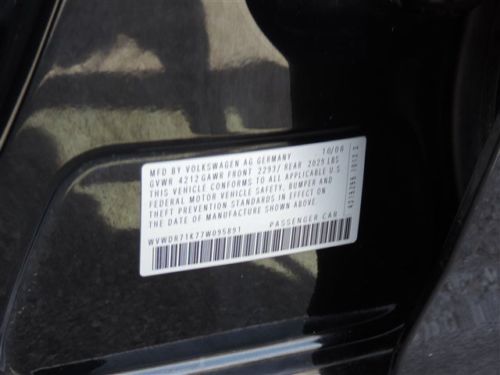 MFD BY VOLKSWAGEN AG GERMANY 10/06
GVWR 4212 GAWR FRONT 2297/ REAR 2025 LBS
THIS VEHICLE CONFORMS TO ALL APPLICABLE
FEDERAL MOTOR VEHICLE SAFETY, BUMPER AND
THEFT PREVENTION STANDARDS IN EFFECT ON
THE DATE OF MANUFACTURE SHOWN ABOVE.
WVWDR71K77W095891 PASSENGER CAR